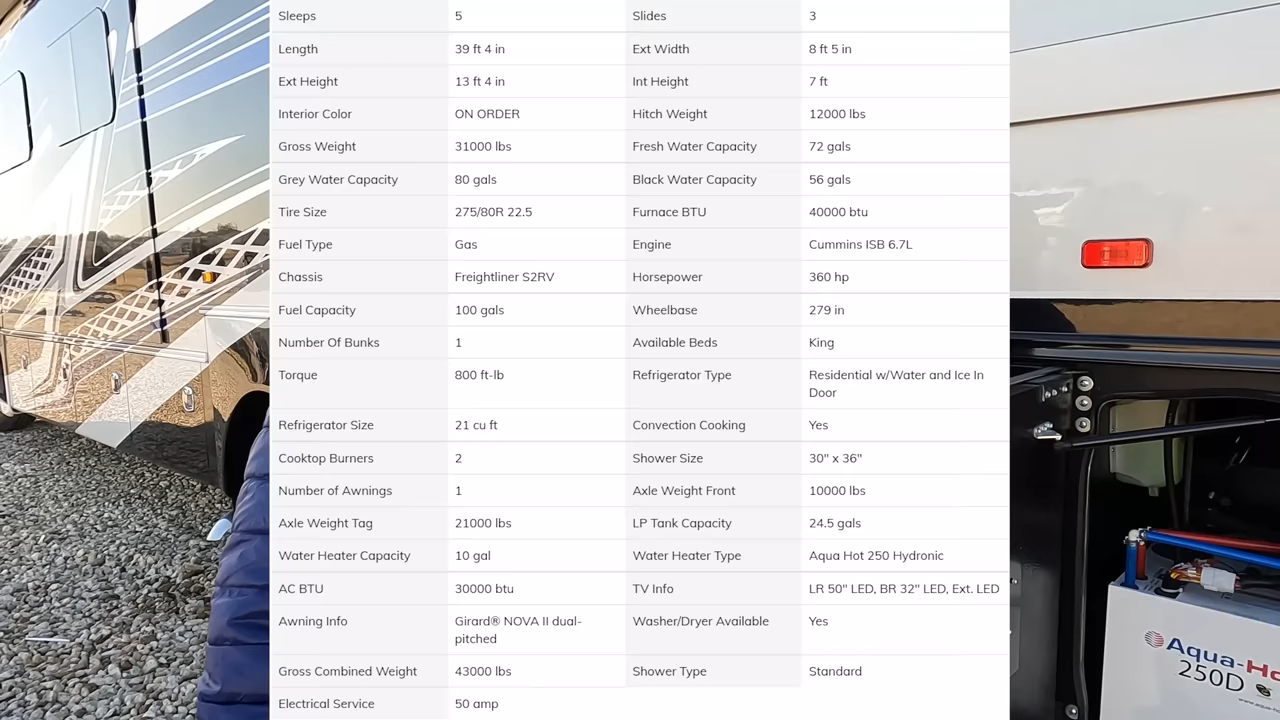 Sleeps 5 Slides 3
Length 39 ft 4 in Ext Width 8 ft 5 in
Ext Height 13 ft 4 in Int Height 7 ft
Interior Color ON ORDER Hitch Weight 12000 lbs
Gross Weight 31000 lbs Fresh Water Capacity 72 gals
Grey Water Capacity 80 gals Black Water Capacity 56 gals
Tire Size 275/80R 22.5 Furnace BTU 40000 btu
Fuel Type Gas Engine Cummins ISB 6.7L
Chassis Freightliner S2RV Horsepower 360 hp
Fuel Capacity 100 gals Wheelbase 279 in
Number Of Bunks 1 Available Beds King
Torque 800 ft-lb Refrigerator Type Residential w/Water and Ice In
Door
Refrigerator Size 21 cu ft Convection Cooking Yes
Cooktop Burners 2 Shower Size 30" x 36"
Number of Awnings 1 Axle Weight Front 10000 lbs
Axle Weight Tag 21000 lbs LP Tank Capacity 24.5 gals
Water Heater Capacity 10 gal Water Heater Type Aqua Hot 250 Hydronic
AC BTU 30000 btu TV Info LR 50" LED, BR 32" LED, Ext. LED
Awning Info Girard® NOVA II dual- Washer/Dryer Available Yes
pitched
Gross Combined Weight 43000 lbs Shower Type Standard
Electrical Service 50 amp
Aqua-Ho
250D